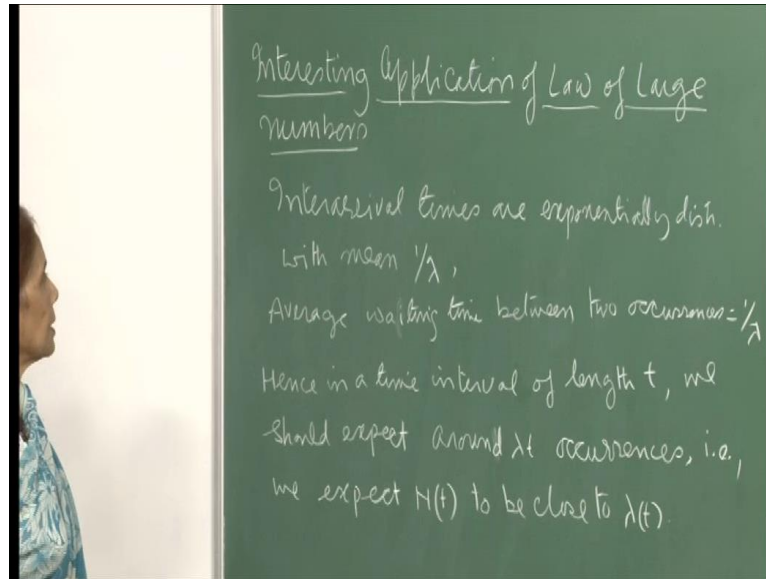 Interesting Application of Law of Large
numbers
Interarrival times are exponentially dist.
with mean 1/λ,
Average waiting time between two occurrences = 1/λ
Hence in a time interval of length t, we
should expect around λt occurrences, i.e.,
we expect N(t) to be close to λ(t).